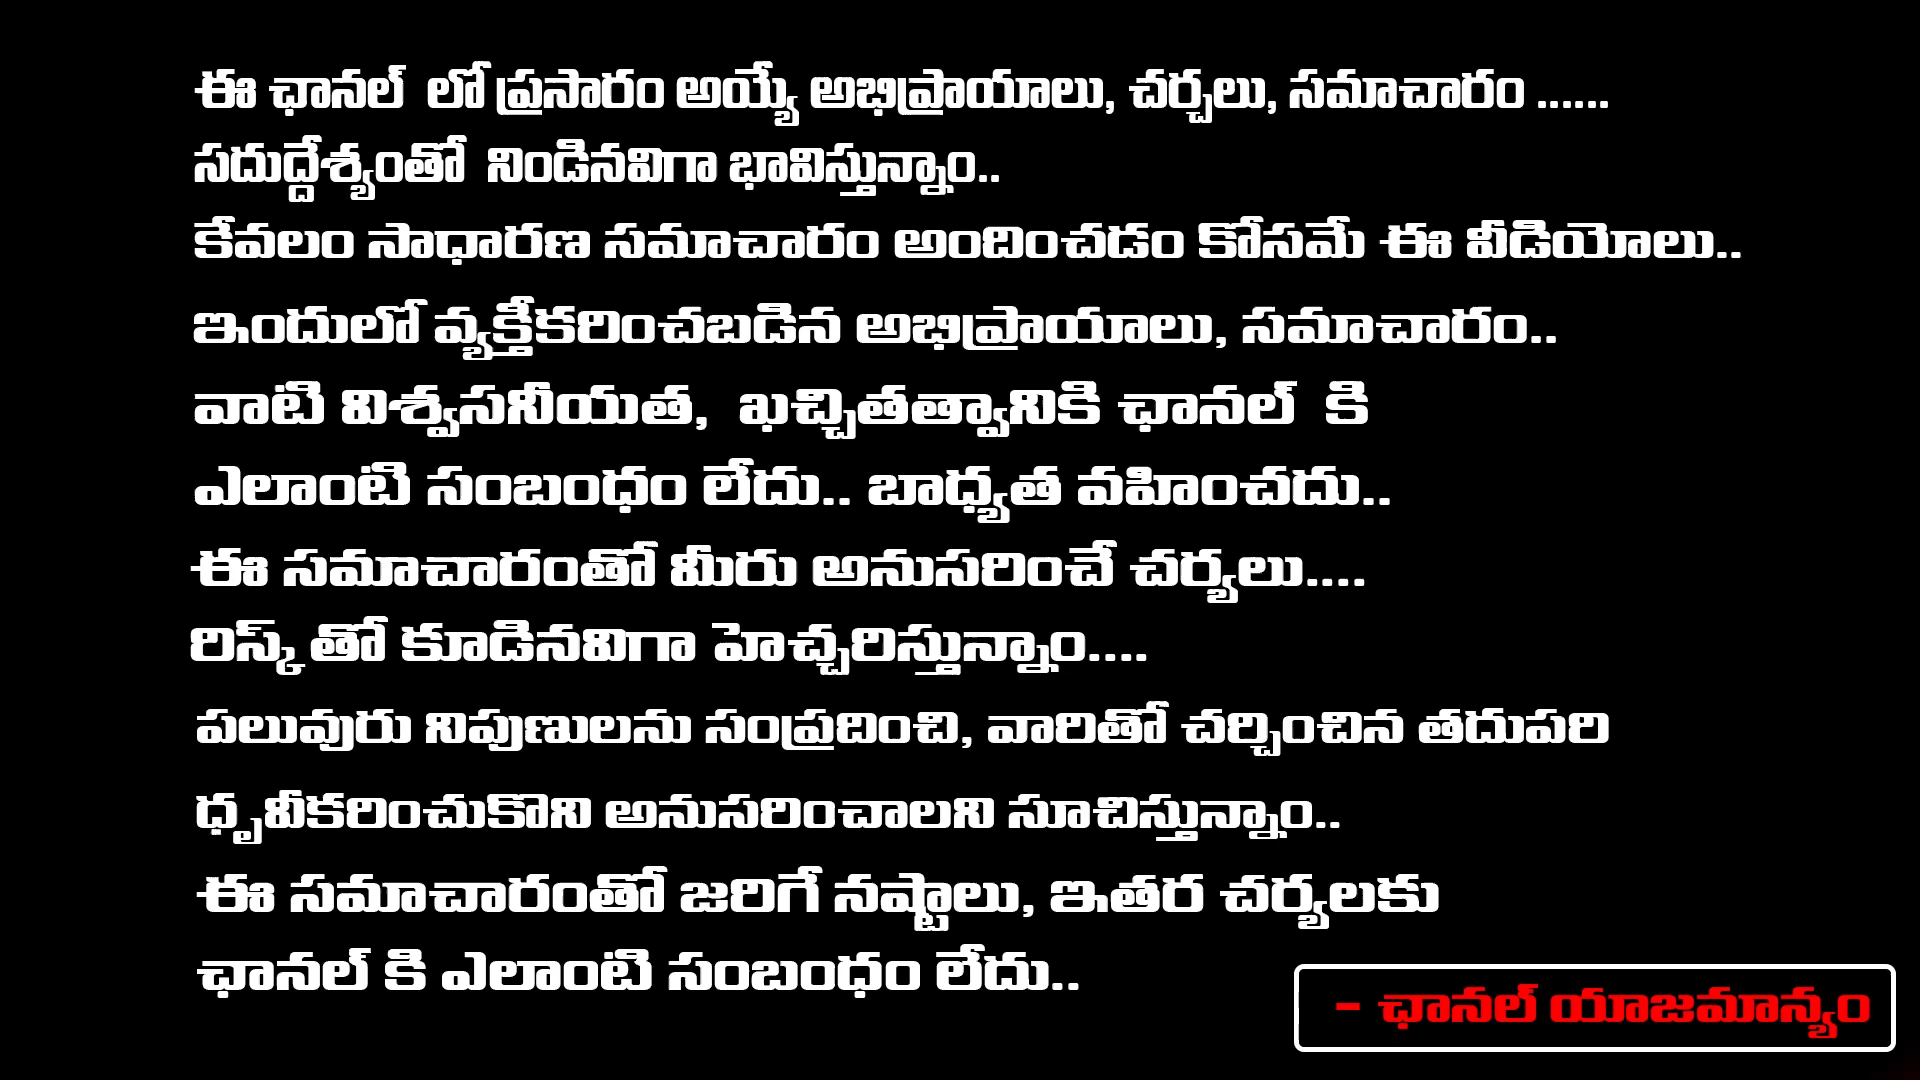 ఈ ఛానల్ లో ప్రసారం అయ్యే అభిప్రాయాలు, చర్చలు, సమాచారం ......
సదుద్దేశ్యంతో నిండినవిగా భావిస్తున్నాం..
కేవలం సాధారణ సమాచారం అందించడం కోసమే ఈ వీడియోలు..
ఇందులో వ్యక్తీకరించబడిన అభిప్రాయాలు, సమాచారం..
వాటి విశ్వసనీయత, ఖచ్చితత్వానికి ఛానల్ కి
ఎలాంటి సంబంధం లేదు.. బాధ్యత వహించదు..
ఈ సమాచారంతో మీరు అనుసరించే చర్యలు....
రిస్క్ తో కూడినవిగా హెచ్చరిస్తున్నాం....
పలువురు నిపుణులను సంప్రదించి, వారితో చర్చించిన తదుపరి
ధృవీకరించుకొని అనుసరించాలని సూచిస్తున్నాం..
ఈ సమాచారంతో జరిగే నష్టాలు, ఇతర చర్యలకు
ఛానల్ కి ఎలాంటి సంబంధం లేదు..
- ఛానల్ యాజమాన్యం